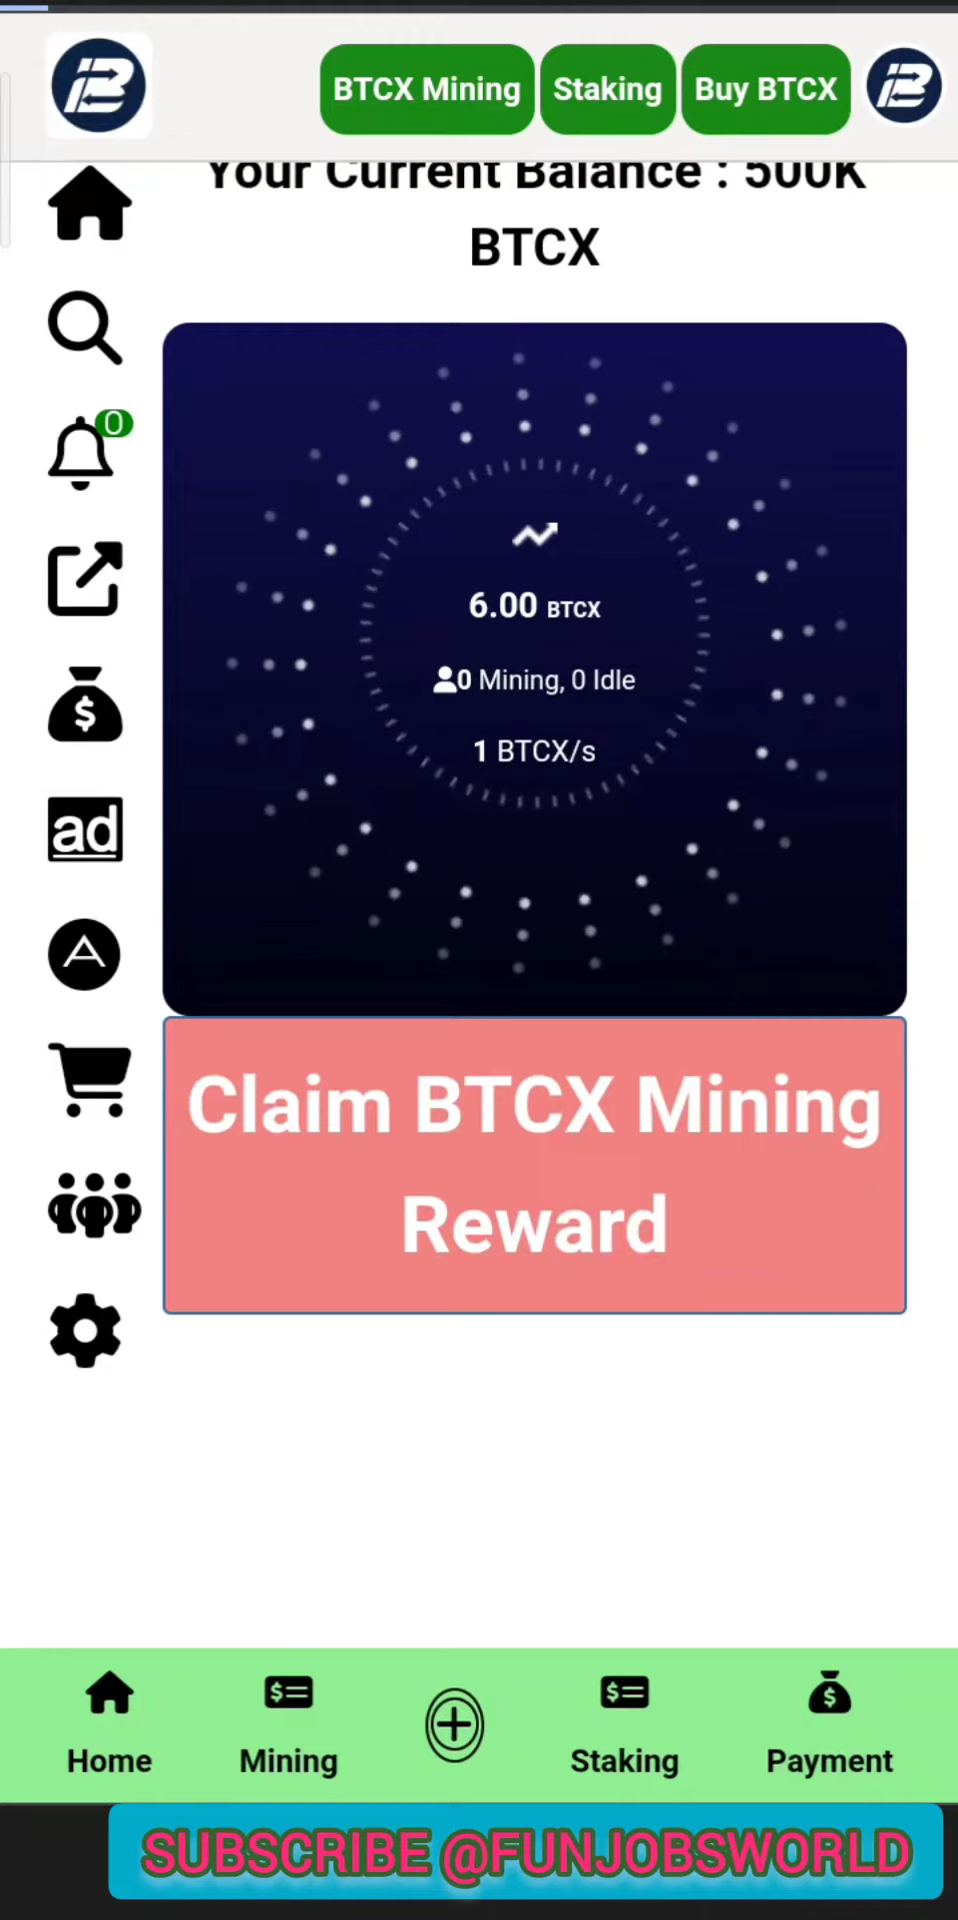 BTCX Mining
Staking
Buy BTCX
Your Current Balance : 500K
BTCX
0
6.00 BTCX
0 Mining, 0 Idle
1 BTCX/s
ad
Claim BTCX Mining
Reward
Home
Mining
Staking
Payment
SUBSCRIBE @FUNJOBSWORLD